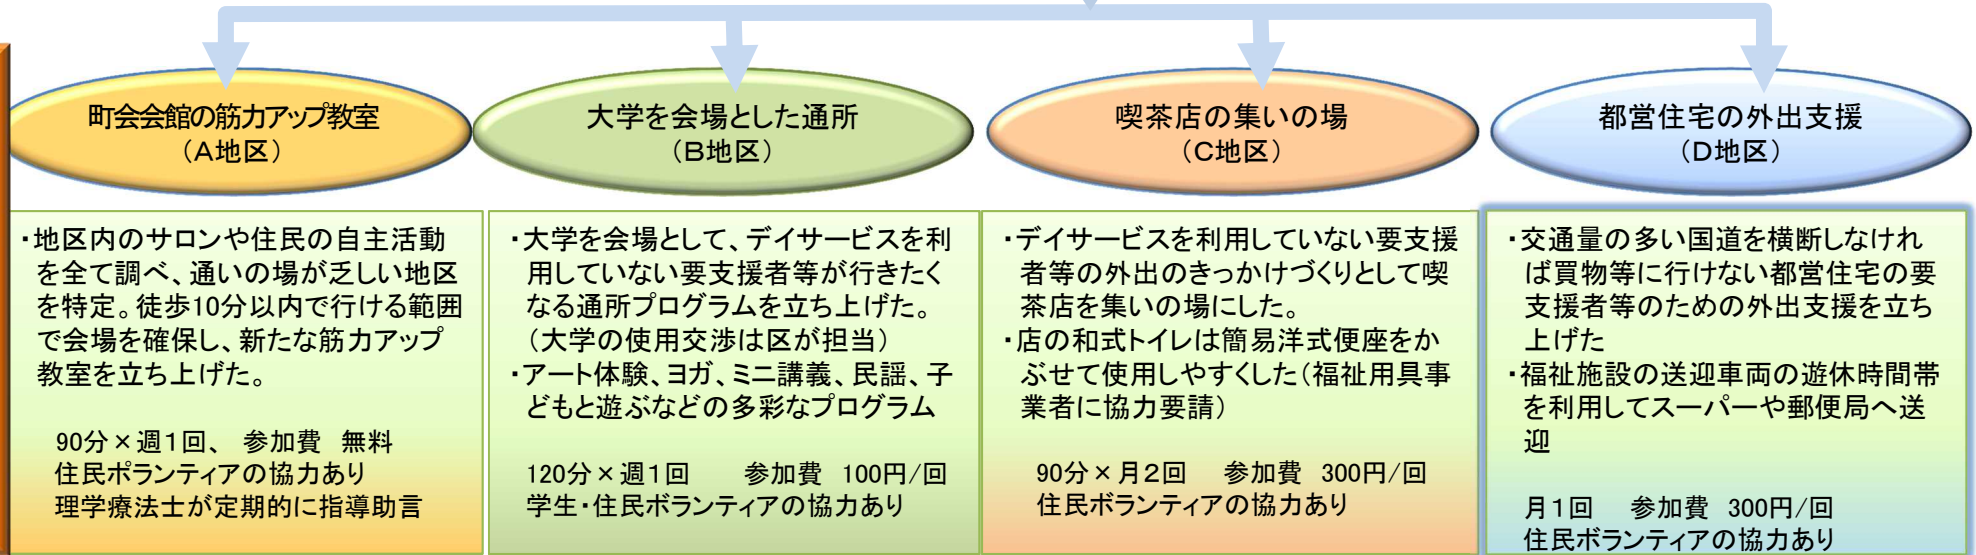 町会会館の筋力アップ教室
（A地区）
・地区内のサロンや住民の自主活動
を全て調べ、通いの場が乏しい地区
を特定。徒歩10分以内で行ける範囲
で会場を確保し、新たな筋力アップ
教室を立ち上げた。
90分×週１回、 参加費 無料
住民ボランティアの協力あり
理学療法士が定期的に指導助言
大学を会場とした通所
（B地区）
・大学を会場として、デイサービスを利
用していない要支援者等が行きたく
なる通所プログラムを立ち上げた。
（大学の使用交渉は区が担当）
・アート体験、ヨガ、ミニ講義、民謡、子
どもと遊ぶなどの多彩なプログラム
120分×週１回 参加費 100円/回
学生・住民ボランティアの協力あり
喫茶店の集いの場
（C地区）
・デイサービスを利用していない要支援
者等の外出のきっかけづくりとして喫
茶店を集いの場にした。
・店の和式トイレは簡易洋式便座をか
ぶせて使用しやすくした（福祉用具事
業者に協力要請）
90分×月２回 参加費 300円/回
住民ボランティアの協力あり
都営住宅の外出支援
（D地区）
・交通量の多い国道を横断しなけれ
ば買物等に行けない都営住宅の要
支援者等のための外出支援を立ち
上げた
・福祉施設の送迎車両の遊休時間帯
を利用してスーパーや郵便局へ送
迎
月１回 参加費 300円/回
住民ボランティアの協力あり